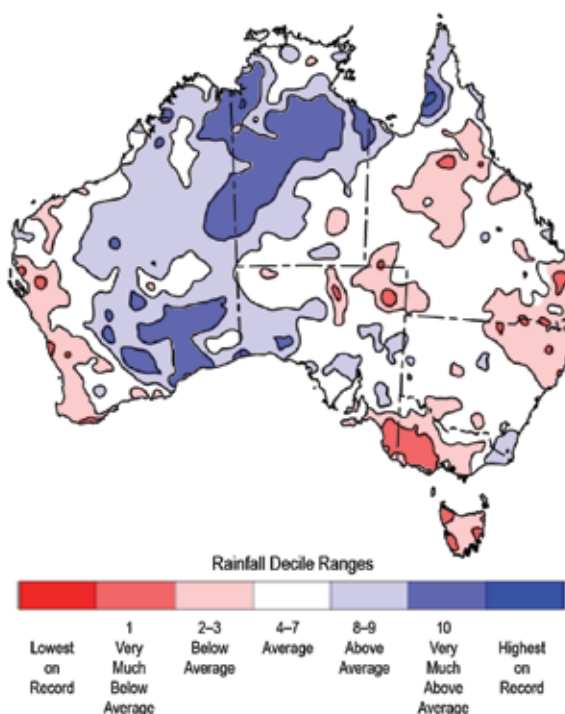 Rainfall Decile Ranges
Lowest
on
Record
1
Very
Much
Below
Average
2–3
Below
Average
4–7
Average
8–9
Above
Average
10
Very
Much
Above
Average
Highest
on
Record